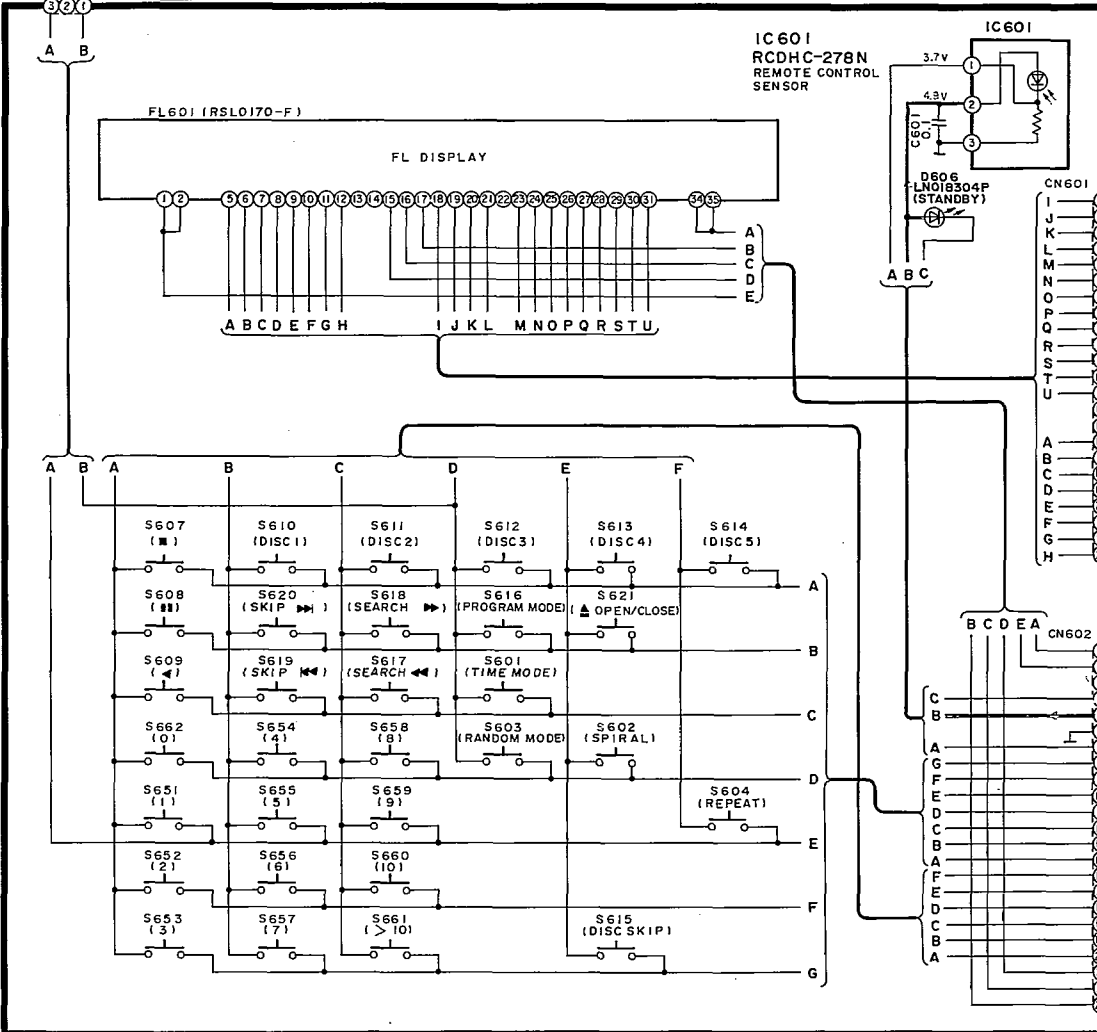 3 2 1
A B
IC601
RCDHC-278N
REMOTE CONTROL
SENSOR
IC601
3.7V
1
4.8V
2
C601
0.1
3
D606
LN018304P
(STANDBY)
A B C
FL601 (RSL0170-F)
FL DISPLAY
1 2 5 6 7 8 9 10 11 12 13 14 15 16 17 18 19 20 21 22 23 24 25 26 27 28 29 30 31 34 35
A
B
C
D
E
A B C D E F G H I J K L M N O P Q R S T U
CN601
I
J
K
L
M
N
O
P
Q
R
S
T
U
A
B
C
D
E
F
G
H
A B A B C D E F
S607 S610 S611 S612 S613 S614
(■) (DISC1) (DISC2) (DISC3) (DISC4) (DISC5)
A
S608 S620 S618 S616 S621
(▮▮) (SKIP ▶▶|) (SEARCH ▶▶) (PROGRAM MODE) (▲ OPEN/CLOSE)
B
S609 S619 S617 S601
(◀) (SKIP |◀◀) (SEARCH ◀◀) (TIME MODE)
C
S662 S654 S658 S603 S602
(0) (4) (8) (RANDOM MODE) (SPIRAL)
D
S651 S655 S659 S604
(1) (5) (9) (REPEAT)
E
S652 S656 S660
(2) (6) (10)
F
S653 S657 S661 S615
(3) (7) (>10) (DISC SKIP)
G
B C D E A
CN602
C
B
A
G
F
E
D
C
B
A
F
E
D
C
B
A